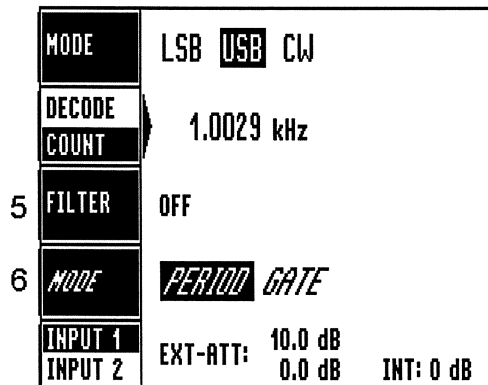 MODE LSB USB CW
DECODE
COUNT 1.0029 kHz
5 FILTER OFF
6 MODE PERIOD GATE
INPUT 1 EXT-ATT: 10.0 dB
INPUT 2 0.0 dB INT: 0 dB